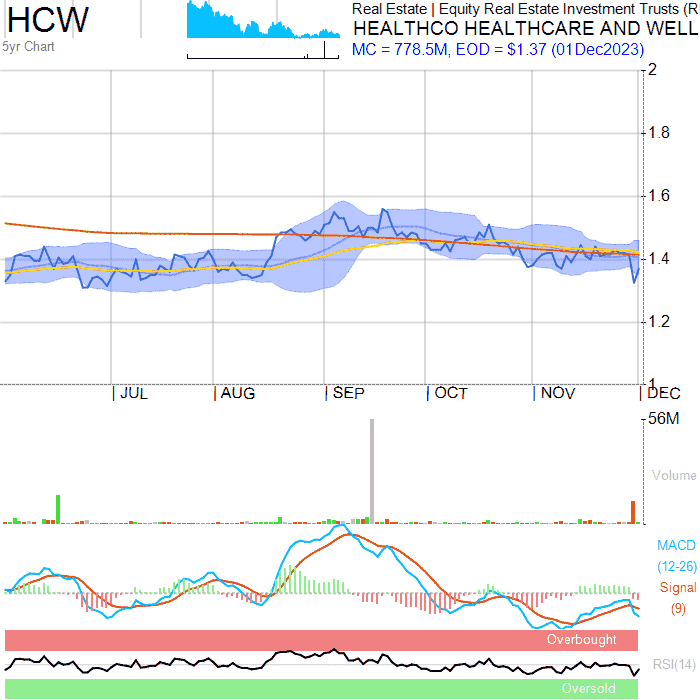 HCW
5yr Chart
Real Estate | Equity Real Estate Investment Trusts (R
HEALTHCO HEALTHCARE AND WELL
MC = 778.5M, EOD = $1.37 (01Dec2023)
2
1.8
1.6
1.4
1.2
1
JUL AUG SEP OCT NOV DEC
56M
Volume
MACD
(12-26)
Signal
(9)
Overbought
RSI(14)
Oversold